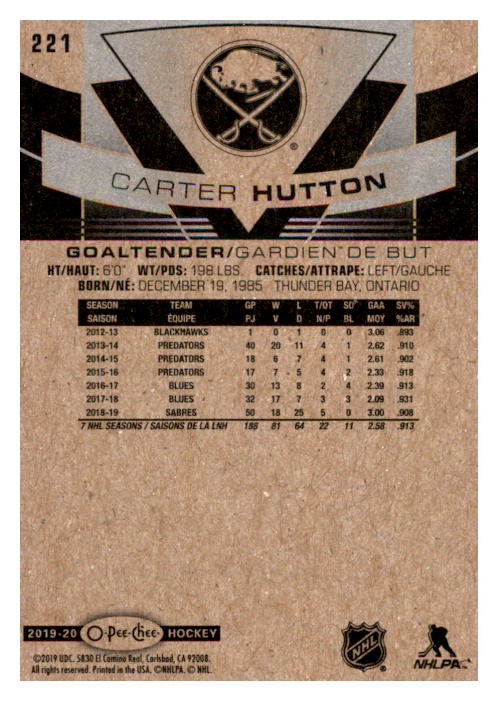 221
®
CARTER HUTTON
GOALTENDER/GARDIEN™ DE BUT
HT/HAUT: 6'0" WT/PDS: 198 LBS. CATCHES/ATTRAPE: LEFT/GAUCHE
BORN/NÉ: DECEMBER 19, 1985 THUNDER BAY, ONTARIO
SEASON TEAM GP W L T/OT SO GAA SV%
SAISON ÉQUIPE PJ V D N/P BL MOY %AR
2012-13 BLACKHAWKS 1 0 1 0 0 3.06 .893
2013-14 PREDATORS 40 20 11 4 1 2.62 .910
2014-15 PREDATORS 18 6 7 4 1 2.61 .902
2015-16 PREDATORS 17 7 5 4 2 2.33 .918
2016-17 BLUES 30 13 8 2 4 2.39 .913
2017-18 BLUES 32 17 7 3 3 2.09 .931
2018-19 SABRES 50 18 25 5 0 3.00 .908
7 NHL SEASONS / SAISONS DE LA LNH 188 81 64 22 11 2.58 .913
2019-20 O-Pee-Chee HOCKEY
©2019 UDC. 5830 El Camino Real, Carlsbad, CA 92008.
All rights reserved. Printed in the USA. ©NHLPA. © NHL.
NHL ®
NHLPA